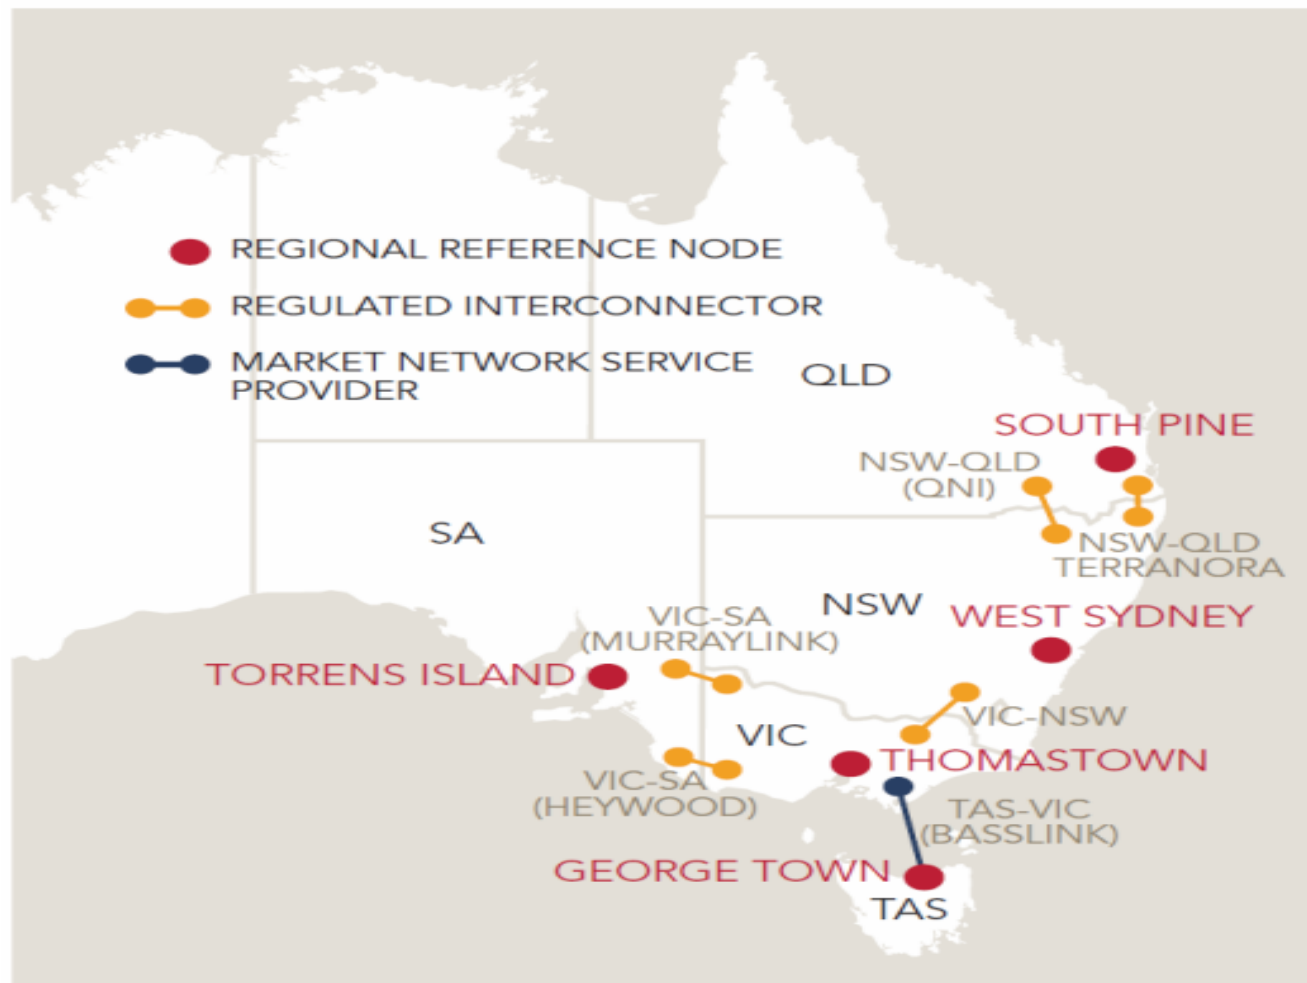 REGIONAL REFERENCE NODE
REGULATED INTERCONNECTOR
MARKET NETWORK SERVICE
PROVIDER
QLD
SOUTH PINE
NSW-QLD
(QNI)
SA
NSW-QLD
TERRANORA
NSW
WEST SYDNEY
VIC-SA
(MURRAYLINK)
TORRENS ISLAND
VIC-NSW
VIC
THOMASTOWN
VIC-SA
(HEYWOOD)
TAS-VIC
(BASSLINK)
GEORGE TOWN
TAS